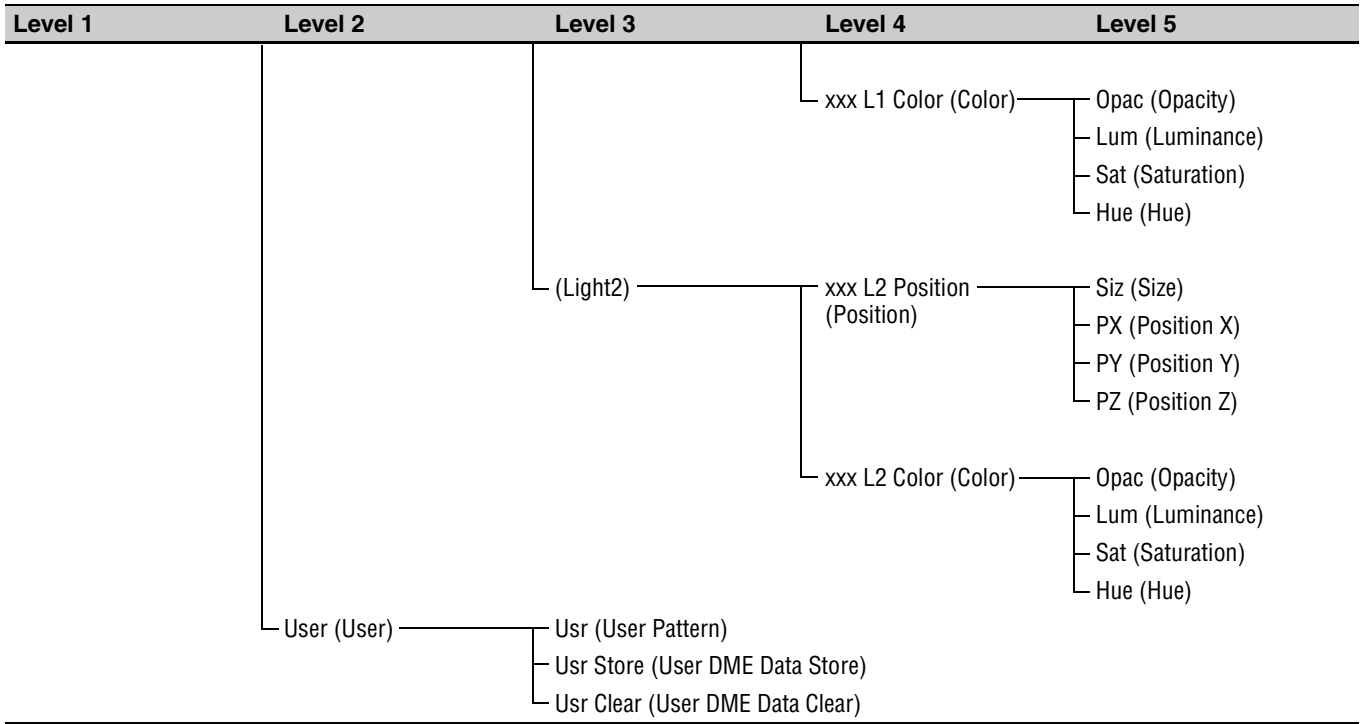 Level 1 Level 2 Level 3 Level 4 Level 5
xxx L1 Color (Color) Opac (Opacity)
Lum (Luminance)
Sat (Saturation)
Hue (Hue)
(Light2) xxx L2 Position Siz (Size)
(Position) PX (Position X)
PY (Position Y)
PZ (Position Z)
xxx L2 Color (Color) Opac (Opacity)
Lum (Luminance)
Sat (Saturation)
Hue (Hue)
User (User) Usr (User Pattern)
Usr Store (User DME Data Store)
Usr Clear (User DME Data Clear)